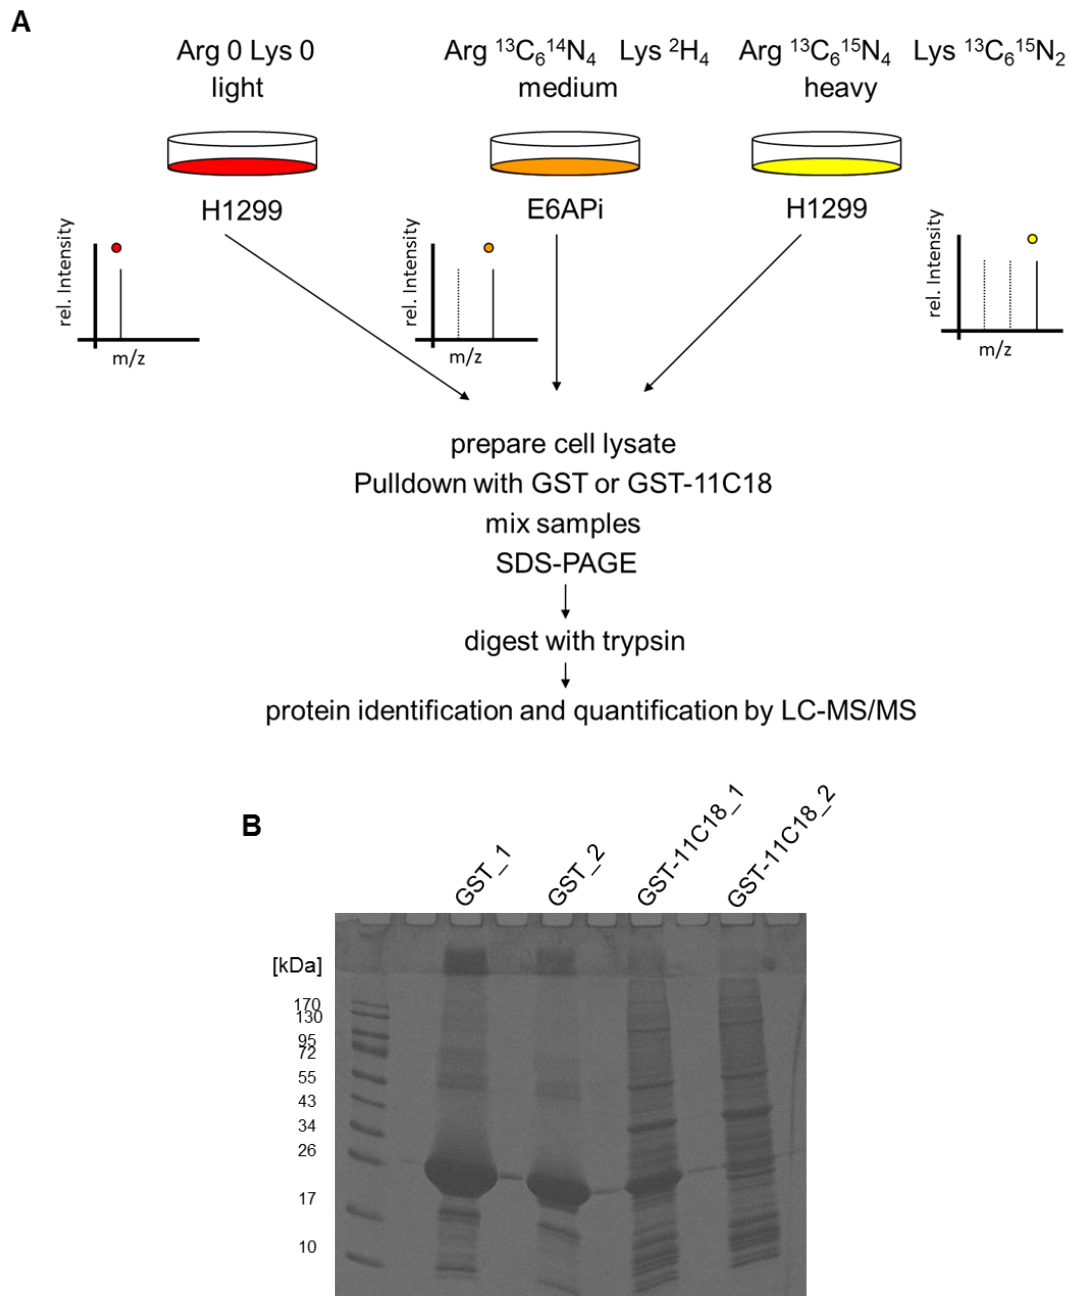 A
Arg 0 Lys 0
light
Arg ¹³C₆¹⁴N₄ Lys ²H₄
medium
Arg ¹³C₆¹⁵N₄ Lys ¹³C₆¹⁵N₂
heavy
H1299
E6APi
H1299
rel. Intensity
m/z
rel. Intensity
m/z
rel. Intensity
m/z
prepare cell lysate
Pulldown with GST or GST-11C18
mix samples
SDS-PAGE
digest with trypsin
protein identification and quantification by LC-MS/MS
B
GST_1
GST_2
GST-11C18_1
GST-11C18_2
[kDa]
170
130
95
72
55
43
34
26
17
10